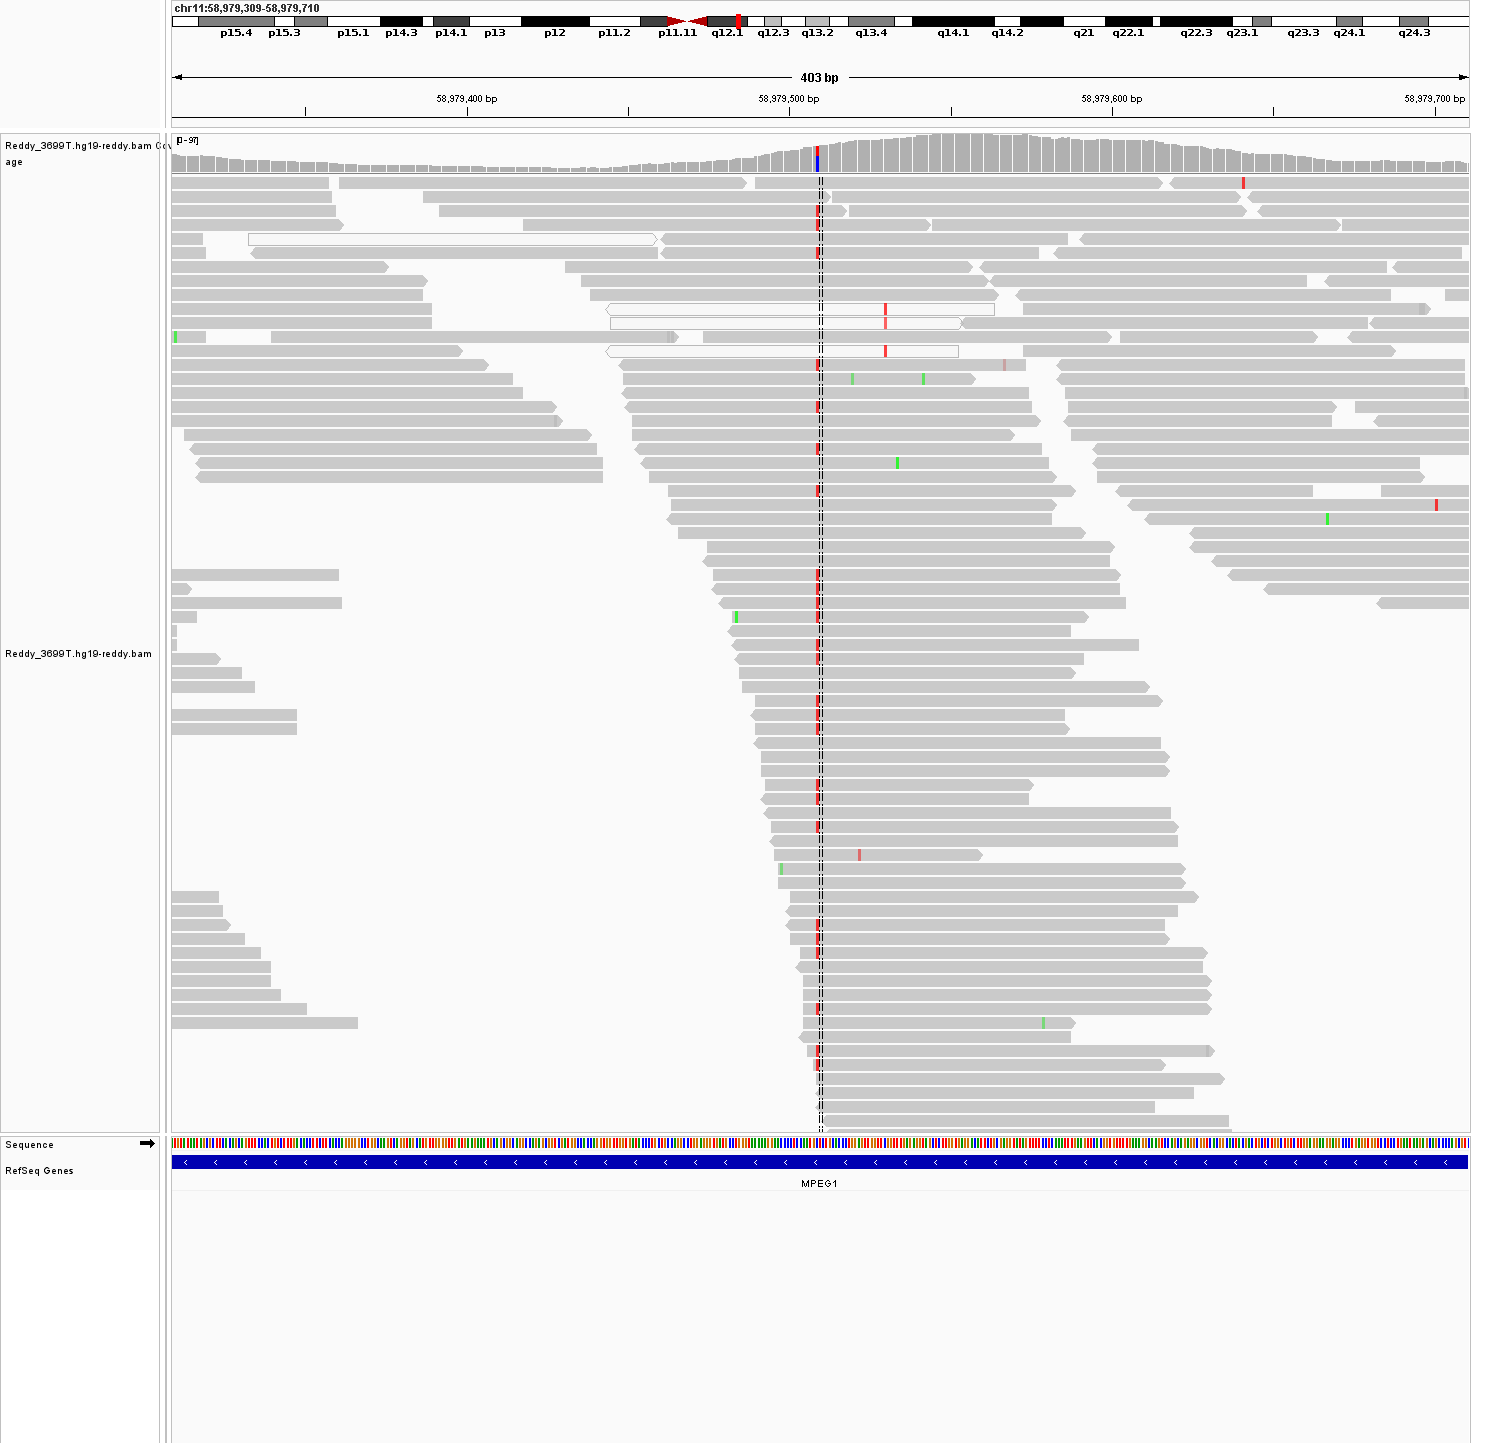 chr11:58,979,309-58,979,710
p15.4 p15.3 p15.1 p14.3 p14.1 p13 p12 p11.2 p11.11 q12.1 q12.3 q13.2 q13.4 q14.1 q14.2 q21 q22.1 q22.3 q23.1 q23.3 q24.1 q24.3
403 bp
58,979,400 bp 58,979,500 bp 58,979,600 bp 58,979,700 bp
[0 - 97]
Reddy_3699T.hg19-reddy.bam Cov
age
Reddy_3699T.hg19-reddy.bam
Sequence
RefSeq Genes
MPEG1